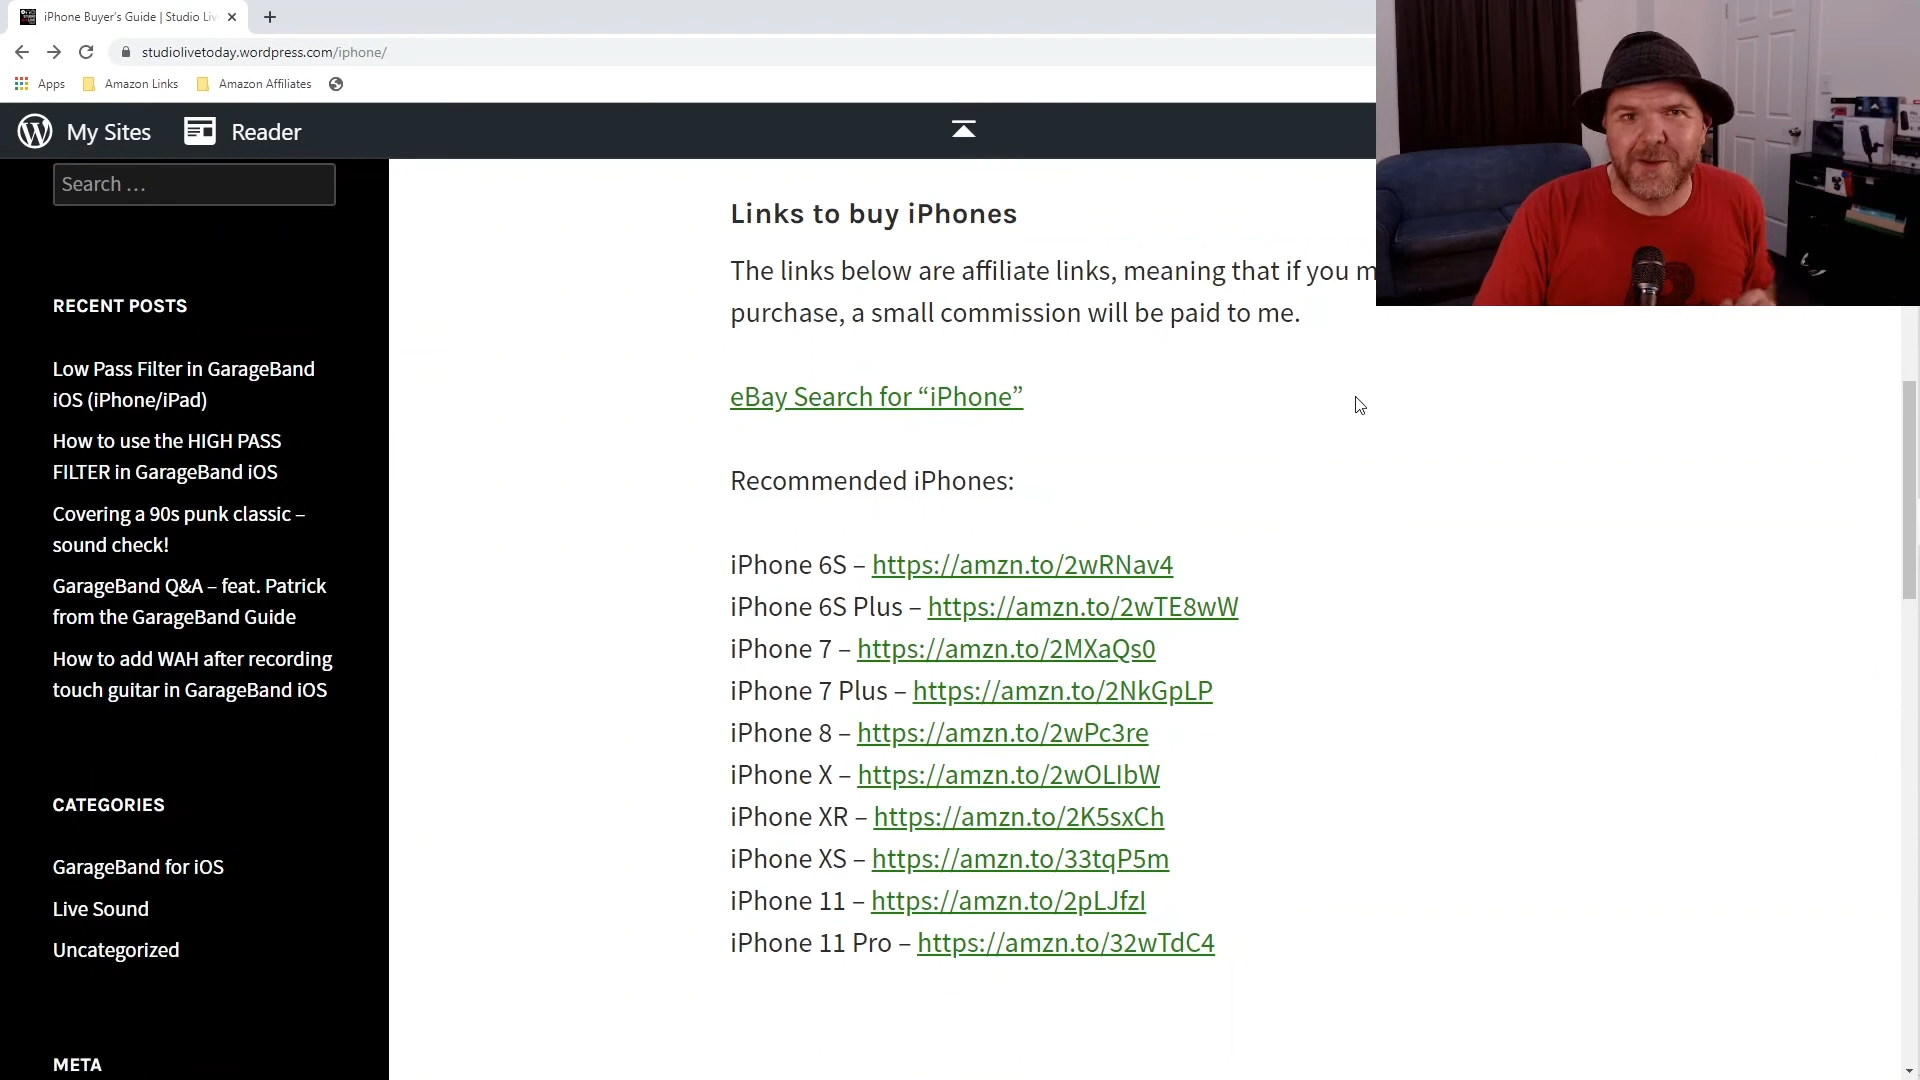 iPhone Buyer's Guide | Studio Liv
studiolivetoday.wordpress.com/iphone/
Apps
Amazon Links
Amazon Affiliates
My Sites
Reader
Search …
RECENT POSTS
Low Pass Filter in GarageBand
iOS (iPhone/iPad)
How to use the HIGH PASS
FILTER in GarageBand iOS
Covering a 90s punk classic –
sound check!
GarageBand Q&A – feat. Patrick
from the GarageBand Guide
How to add WAH after recording
touch guitar in GarageBand iOS
CATEGORIES
GarageBand for iOS
Live Sound
Uncategorized
META
Links to buy iPhones
The links below are affiliate links, meaning that if you m
purchase, a small commission will be paid to me.
eBay Search for “iPhone”
Recommended iPhones:
iPhone 6S – https://amzn.to/2wRNav4
iPhone 6S Plus – https://amzn.to/2wTE8wW
iPhone 7 – https://amzn.to/2MXaQs0
iPhone 7 Plus – https://amzn.to/2NkGpLP
iPhone 8 – https://amzn.to/2wPc3re
iPhone X – https://amzn.to/2wOLIbW
iPhone XR – https://amzn.to/2K5sxCh
iPhone XS – https://amzn.to/33tqP5m
iPhone 11 – https://amzn.to/2pLJfzI
iPhone 11 Pro – https://amzn.to/32wTdC4